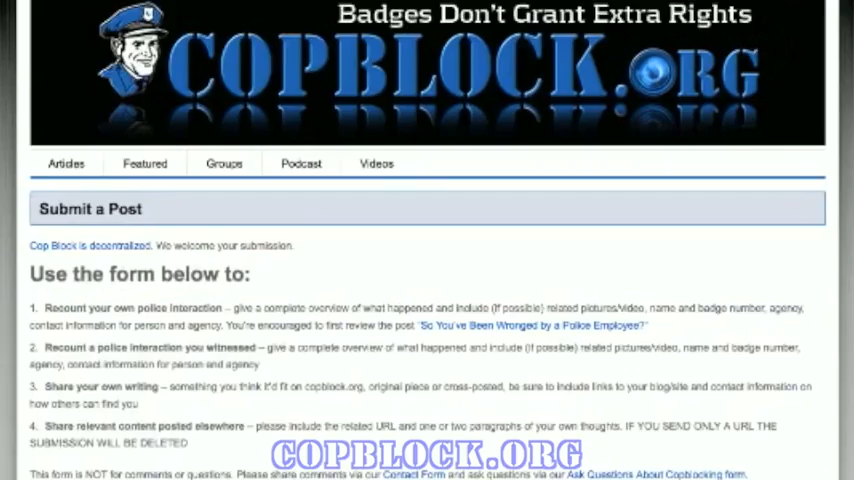 Badges Don't Grant Extra Rights
COPBLOCK.ORG
Articles Featured Groups Podcast Videos
Submit a Post
Cop Block is decentralized. We welcome your submission.
Use the form below to:
1. Recount your own police interaction – give a complete overview of what happened and include (if possible) related pictures/video, name and badge number, agency,
contact information for person and agency. You're encouraged to first review the post "So You've Been Wronged by a Police Employee?"
2. Recount a police interaction you witnessed – give a complete overview of what happened and include (if possible) related pictures/video, name and badge number,
agency, contact information for person and agency
3. Share your own writing – something you think it'd fit on copblock.org, original piece or cross-posted, be sure to include links to your blog/site and contact information on
how others can find you
4. Share relevant content posted elsewhere – please include the related URL and one or two paragraphs of your own thoughts. IF YOU SEND ONLY A URL THE
SUBMISSION WILL BE DELETED
COPBLOCK.ORG
This form is NOT for comments or questions. Please share comments via our Contact Form and ask questions via our Ask Questions About Copblocking form.